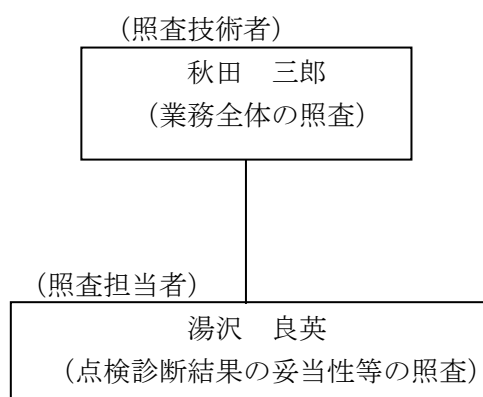 （照査技術者）
秋田　三郎
（業務全体の照査）
（照査担当者）
湯沢　良英
（点検診断結果の妥当性等の照査）